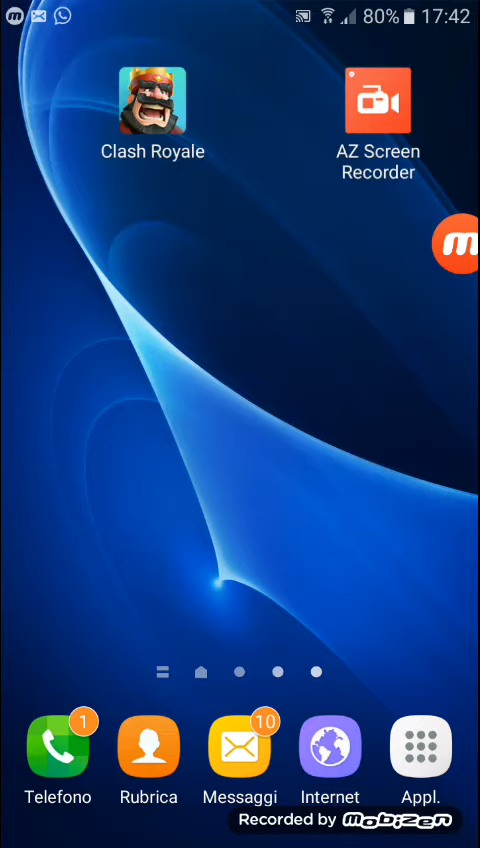 80% 17:42
Clash Royale
AZ Screen
Recorder
m
1
10
Telefono
Rubrica
Messaggi
Internet
Appl.
Recorded by mobizen